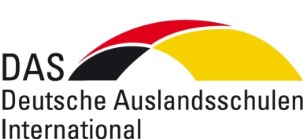 DAS
Deutsche Auslandsschulen
International